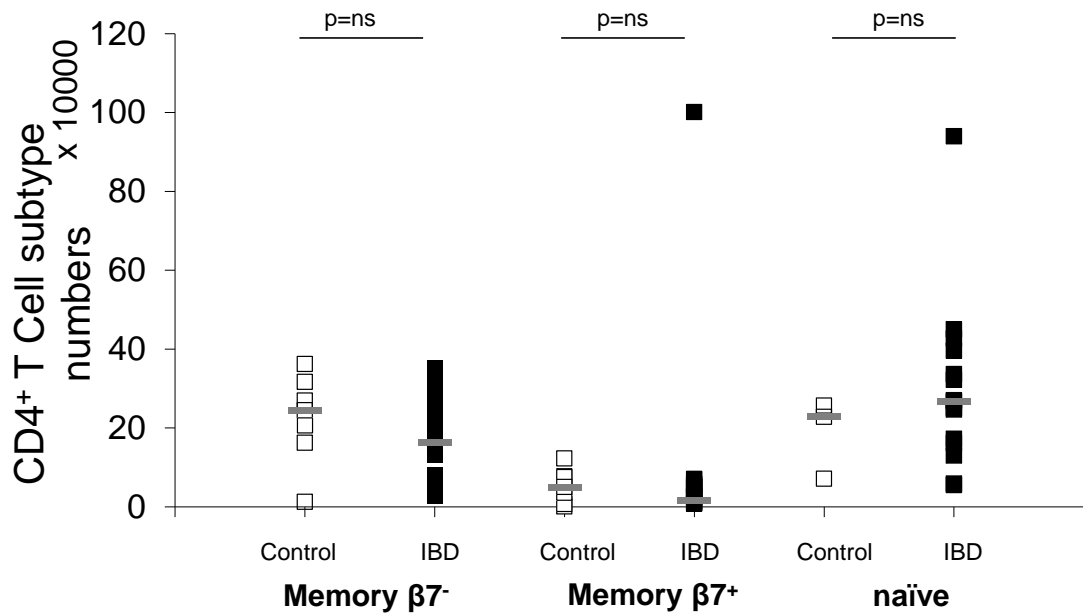 p=ns p=ns p=ns
120
100
80
60
40
20
0
CD4⁺ T Cell subtype
numbers x 10000
Control IBD Control IBD Control IBD
Memory β7⁻ Memory β7⁺ naïve